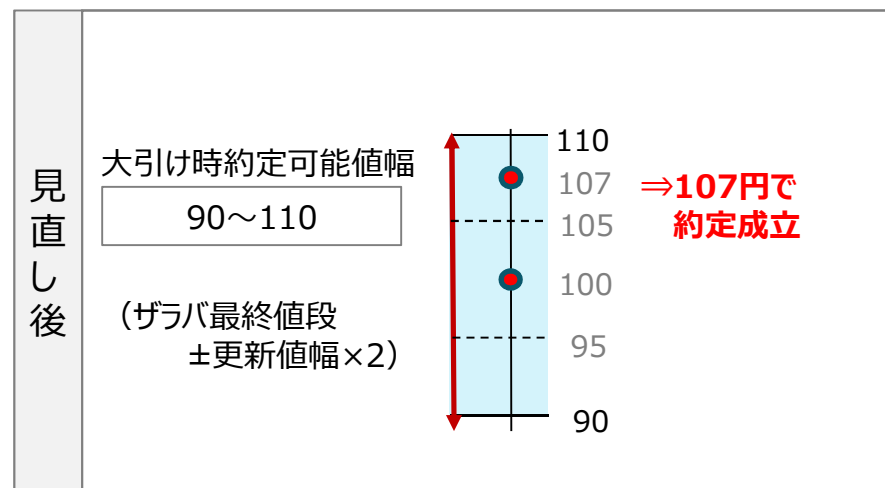 見直し後
大引け時約定可能値幅
90～110
（ザラバ最終値段
±更新値幅×2）
110
107
105
100
95
90
⇒107円で
約定成立